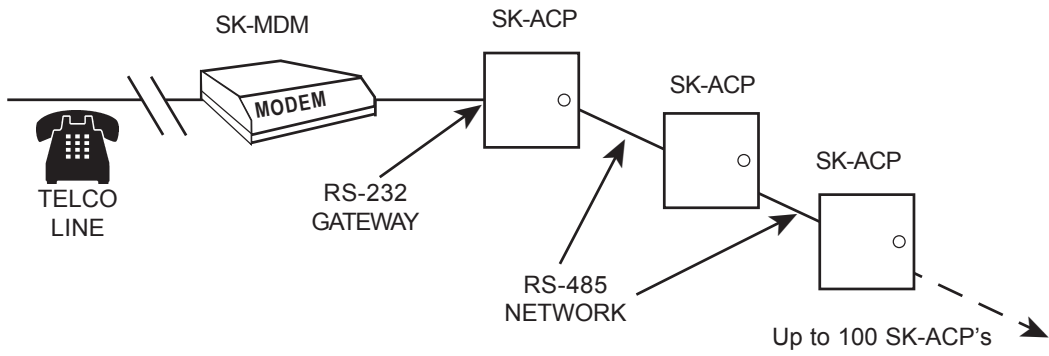 SK-MDM
SK-ACP
SK-ACP
SK-ACP
MODEM
TELCO
LINE
RS-232
GATEWAY
RS-485
NETWORK
Up to 100 SK-ACP's